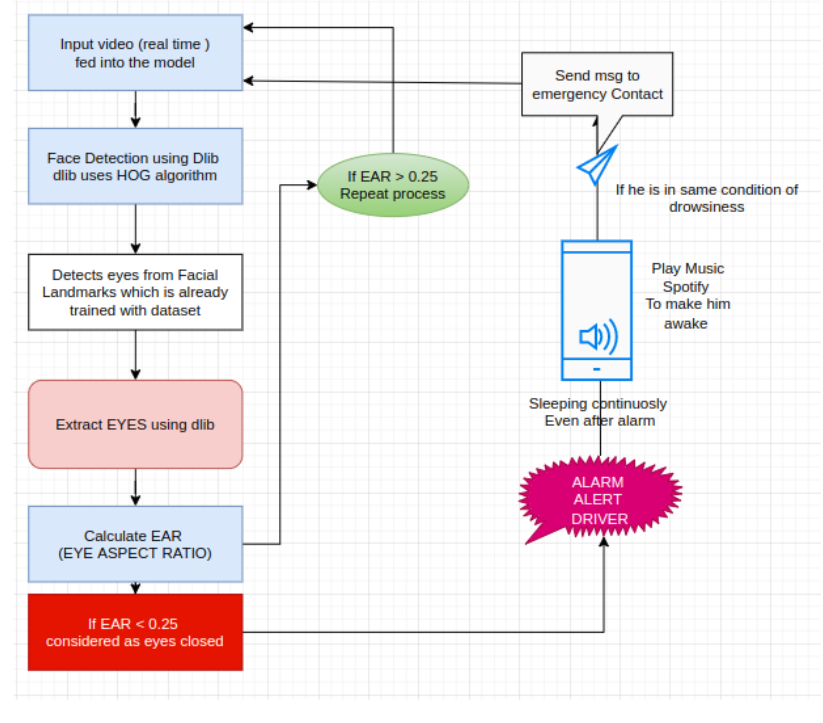 Input video (real time )
fed into the model
Face Detection using Dlib
dlib uses HOG algorithm
Detects eyes from Facial
Landmarks which is already
trained with dataset
Extract EYES using dlib
Calculate EAR
(EYE ASPECT RATIO)
If EAR < 0.25
considered as eyes closed
If EAR > 0.25
Repeat process
Send msg to
emergency Contact
If he is in same condition of
drowsiness
Play Music
Spotify
To make him
awake
Sleeping continuosly
Even after alarm
ALARM
ALERT
DRIVER